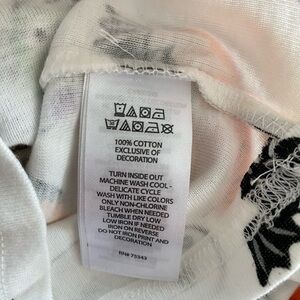 100% COTTON
EXCLUSIVE OF
DECORATION
TURN INSIDE OUT
MACHINE WASH COOL -
DELICATE CYCLE
WASH WITH LIKE COLORS
ONLY NON-CHLORINE
BLEACH WHEN NEEDED
TUMBLE DRY LOW
LOW IRON IF NEEDED
IRON ON REVERSE
DO NOT IRON PRINT AND
DECORATION
RN# 73343